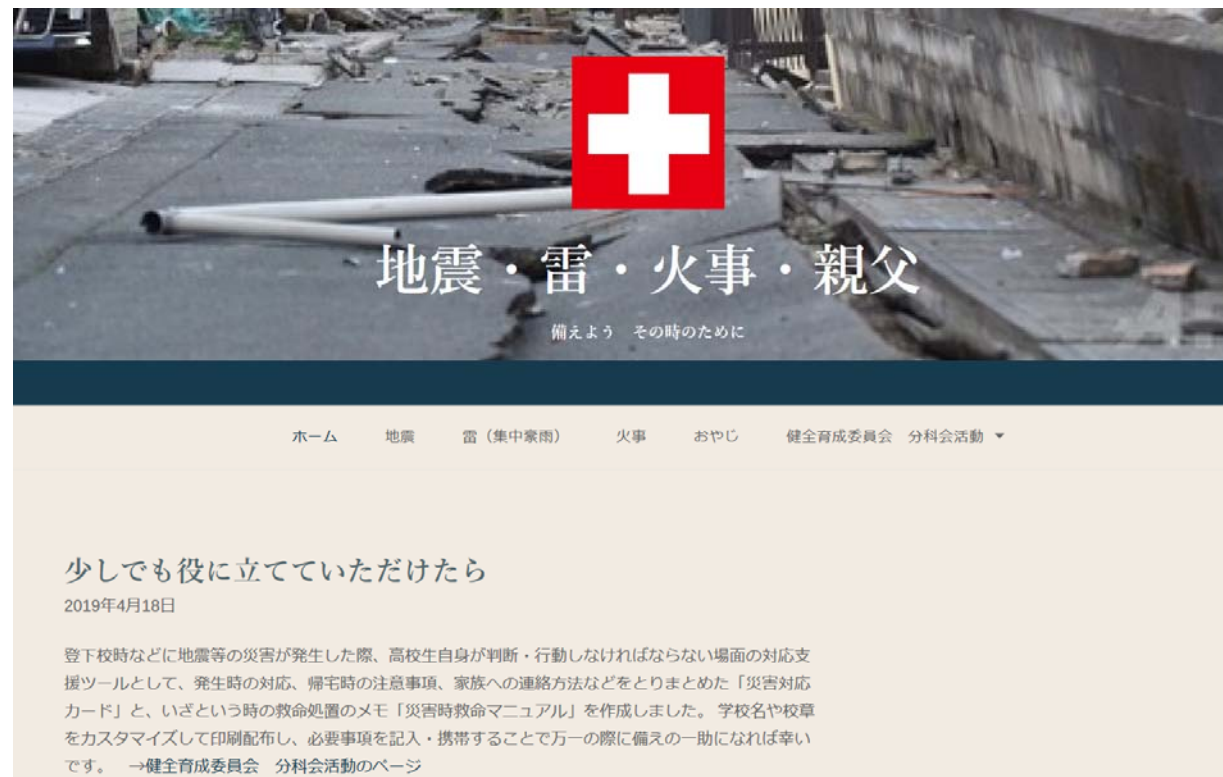 地震・雷・火事・親父
備えよう　その時のために
ホーム　地震　雷（集中豪雨）　火事　おやじ　健全育成委員会　分科会活動
少しでも役に立てていただけたら
2019年4月18日
登下校時などに地震等の災害が発生した際、高校生自身が判断・行動しなければならない場面の対応支
援ツールとして、発生時の対応、帰宅時の注意事項、家族への連絡方法などをとりまとめた「災害対応
カード」と、いざという時の救命処置のメモ「災害時救命マニュアル」を作成しました。 学校名や校章
をカスタマイズして印刷配布し、必要事項を記入・携帯することで万一の際に備えの一助になれば幸い
です。　→健全育成委員会　分科会活動のページ